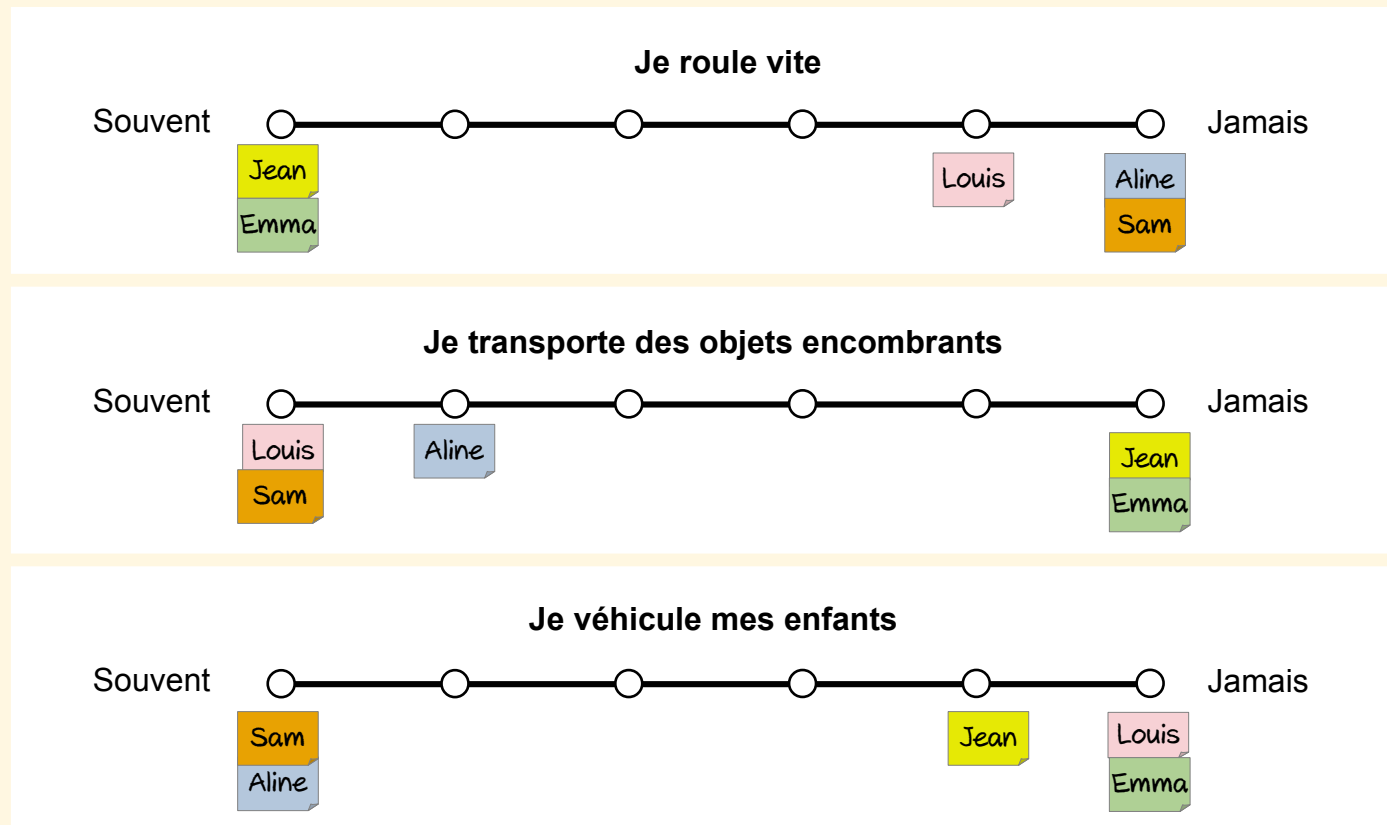 Je roule vite
Souvent
Jamais
Jean
Louis
Aline
Emma
Sam
Je transporte des objets encombrants
Souvent
Jamais
Louis
Aline
Jean
Sam
Emma
Je véhicule mes enfants
Souvent
Jamais
Sam
Jean
Louis
Aline
Emma